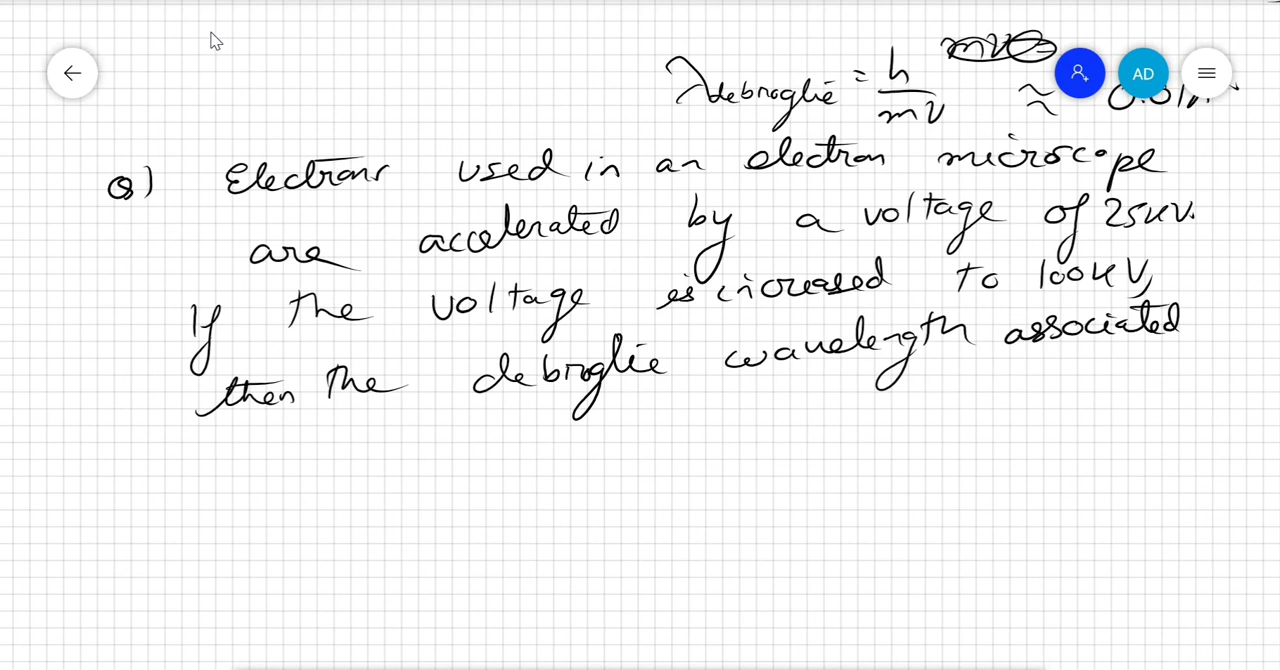 λdebroglie = h/mv ≈
AD
Q) Electrons used in an electron microscope
are accelerated by a voltage of 25kV.
If the voltage is increased to 100kV,
then the debroglie wavelength associated